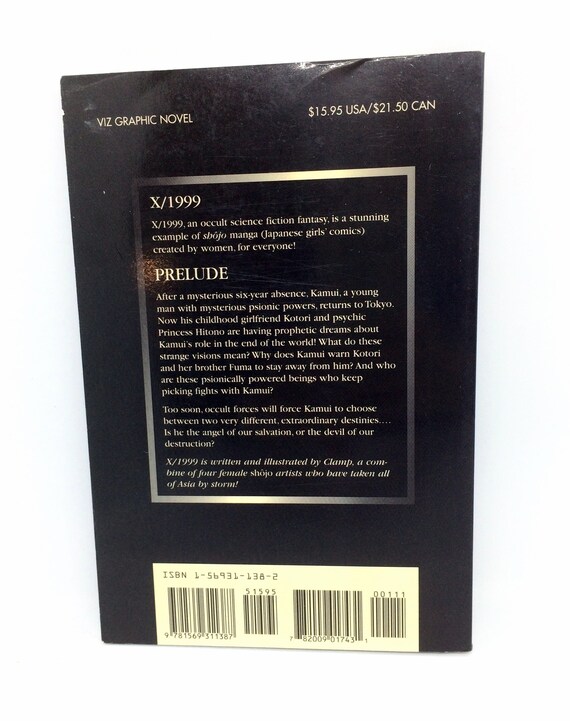 VIZ GRAPHIC NOVEL
$15.95 USA/$21.50 CAN
X/1999
X/1999, an occult science fiction fantasy, is a stunning
example of shōjo manga (Japanese girls' comics)
created by women, for everyone!
PRELUDE
After a mysterious six-year absence, Kamui, a young
man with mysterious psionic powers, returns to Tokyo.
Now his childhood girlfriend Kotori and psychic
Princess Hitono are having prophetic dreams about
Kamui's role in the end of the world! What do these
strange visions mean? Why does Kamui warn Kotori
and her brother Fuma to stay away from him? And who
are these psionically powered beings who keep
picking fights with Kamui?
Too soon, occult forces will force Kamui to choose
between two very different, extraordinary destinies....
Is he the angel of our salvation, or the devil of our
destruction?
X/1999 is written and illustrated by Clamp, a com-
bine of four female shōjo artists who have taken all
of Asia by storm!
ISBN 1-56931-138-2
51595
00111
9 781569 311387
7 82009 01743 1